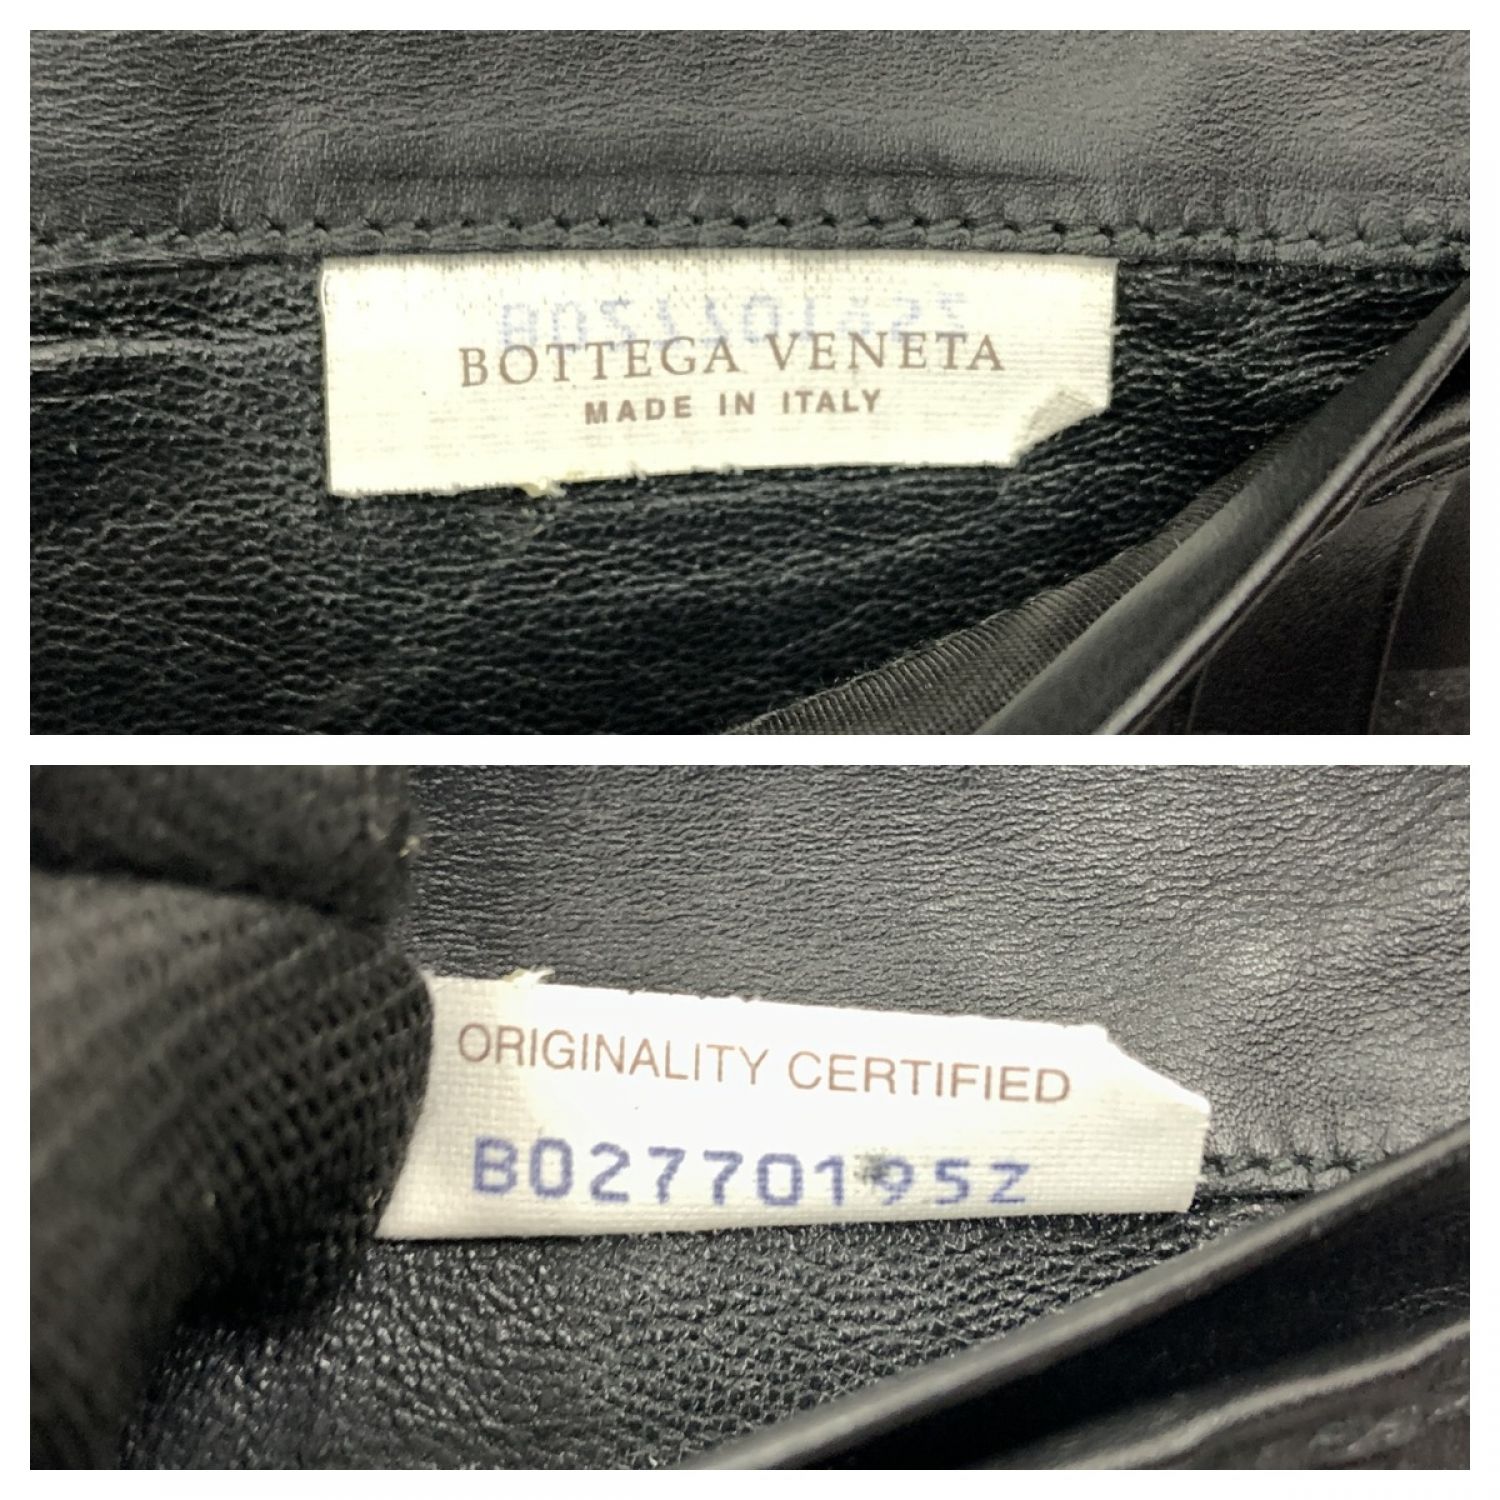 BOTTEGA VENETA
MADE IN ITALY
ORIGINALITY CERTIFIED
B02770195Z